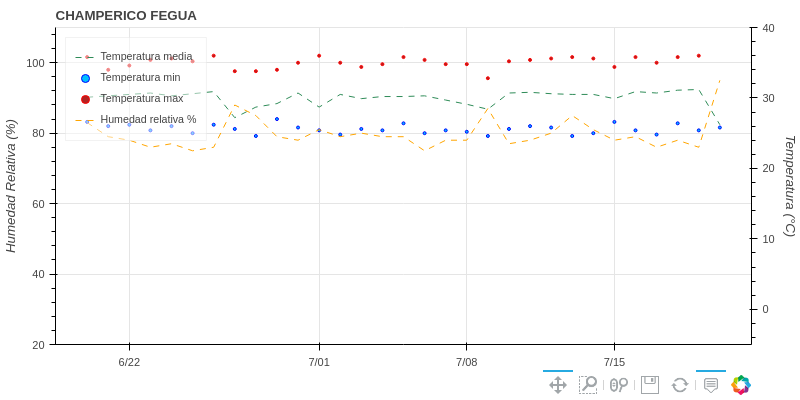 CHAMPERICO FEGUA
Temperatura media
Temperatura min
Temperatura max
Humedad relativa %
Humedad Relativa (%)
100
80
60
40
20
Temperatura (°C)
40
30
20
10
0
6/22
7/01
7/08
7/15